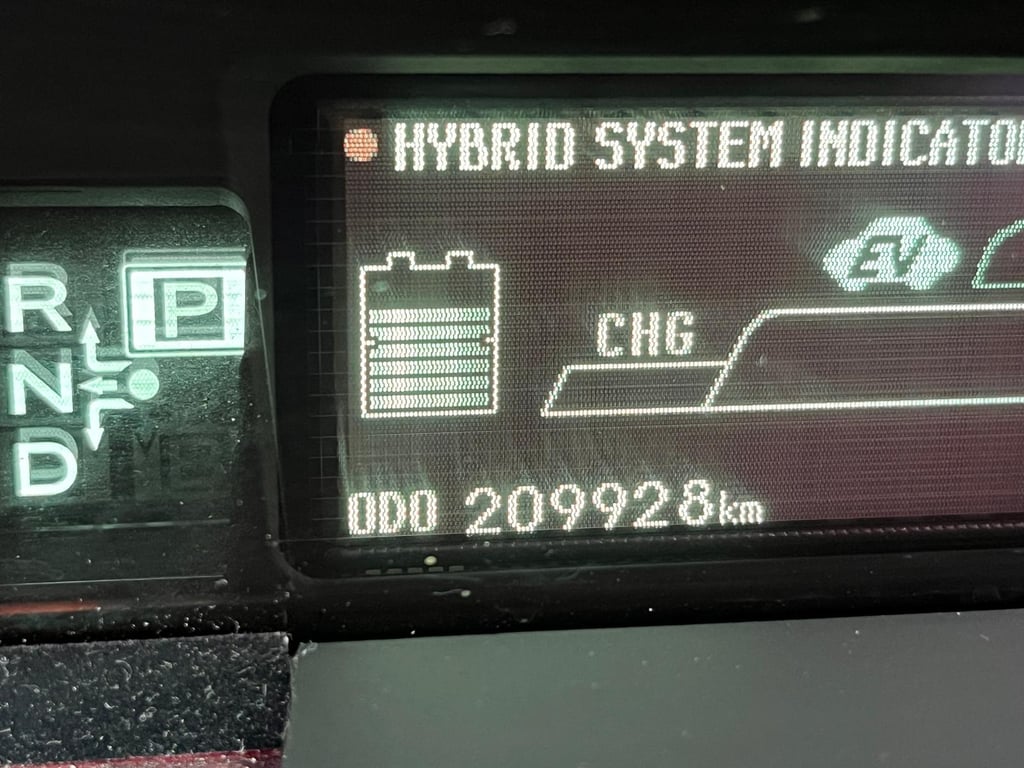 HYBRID SYSTEM INDICATO
EV
R
P
CHG
N
D
ODO 209928km